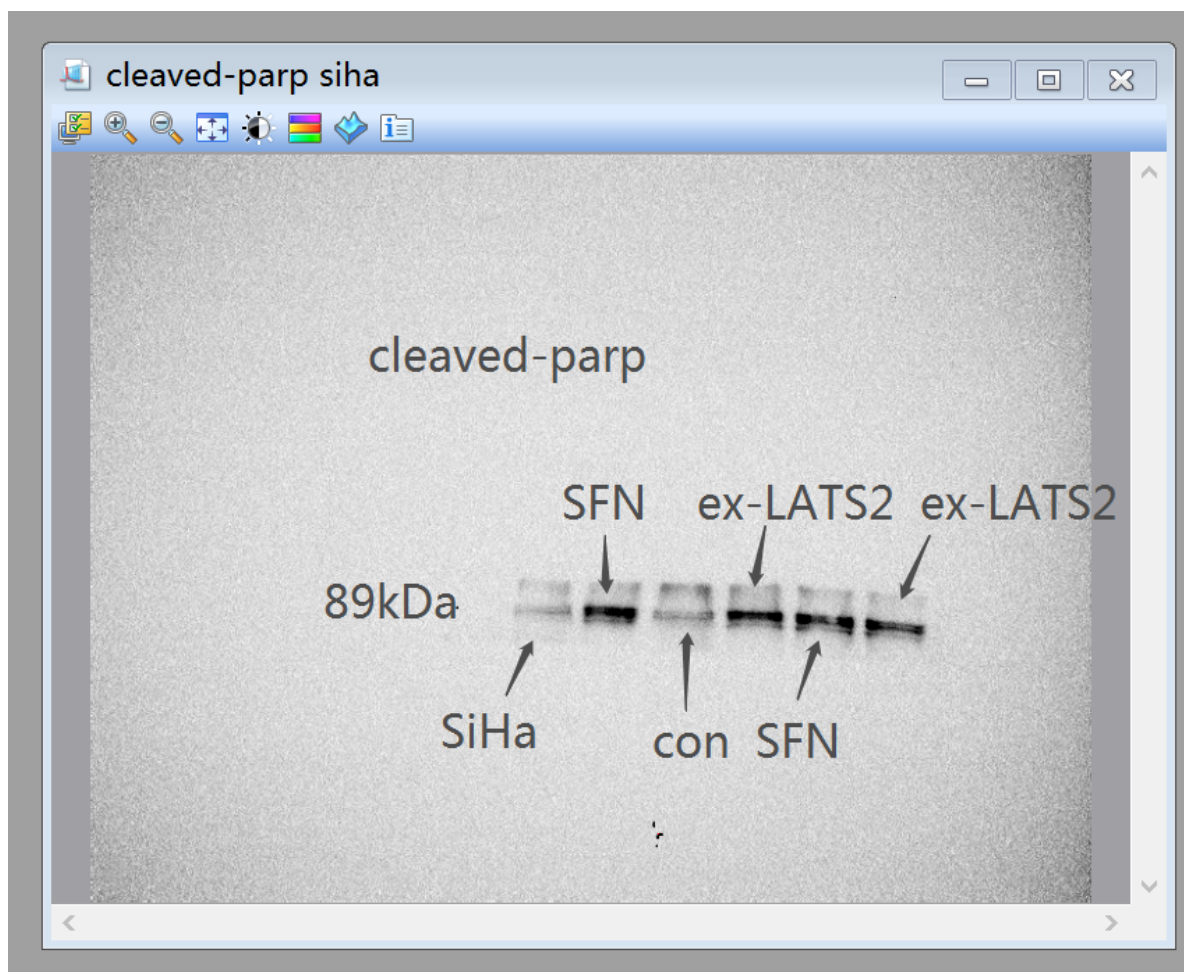 cleaved-parp siha
cleaved-parp
SFN ex-LATS2 ex-LATS2
89kDa
SiHa con SFN